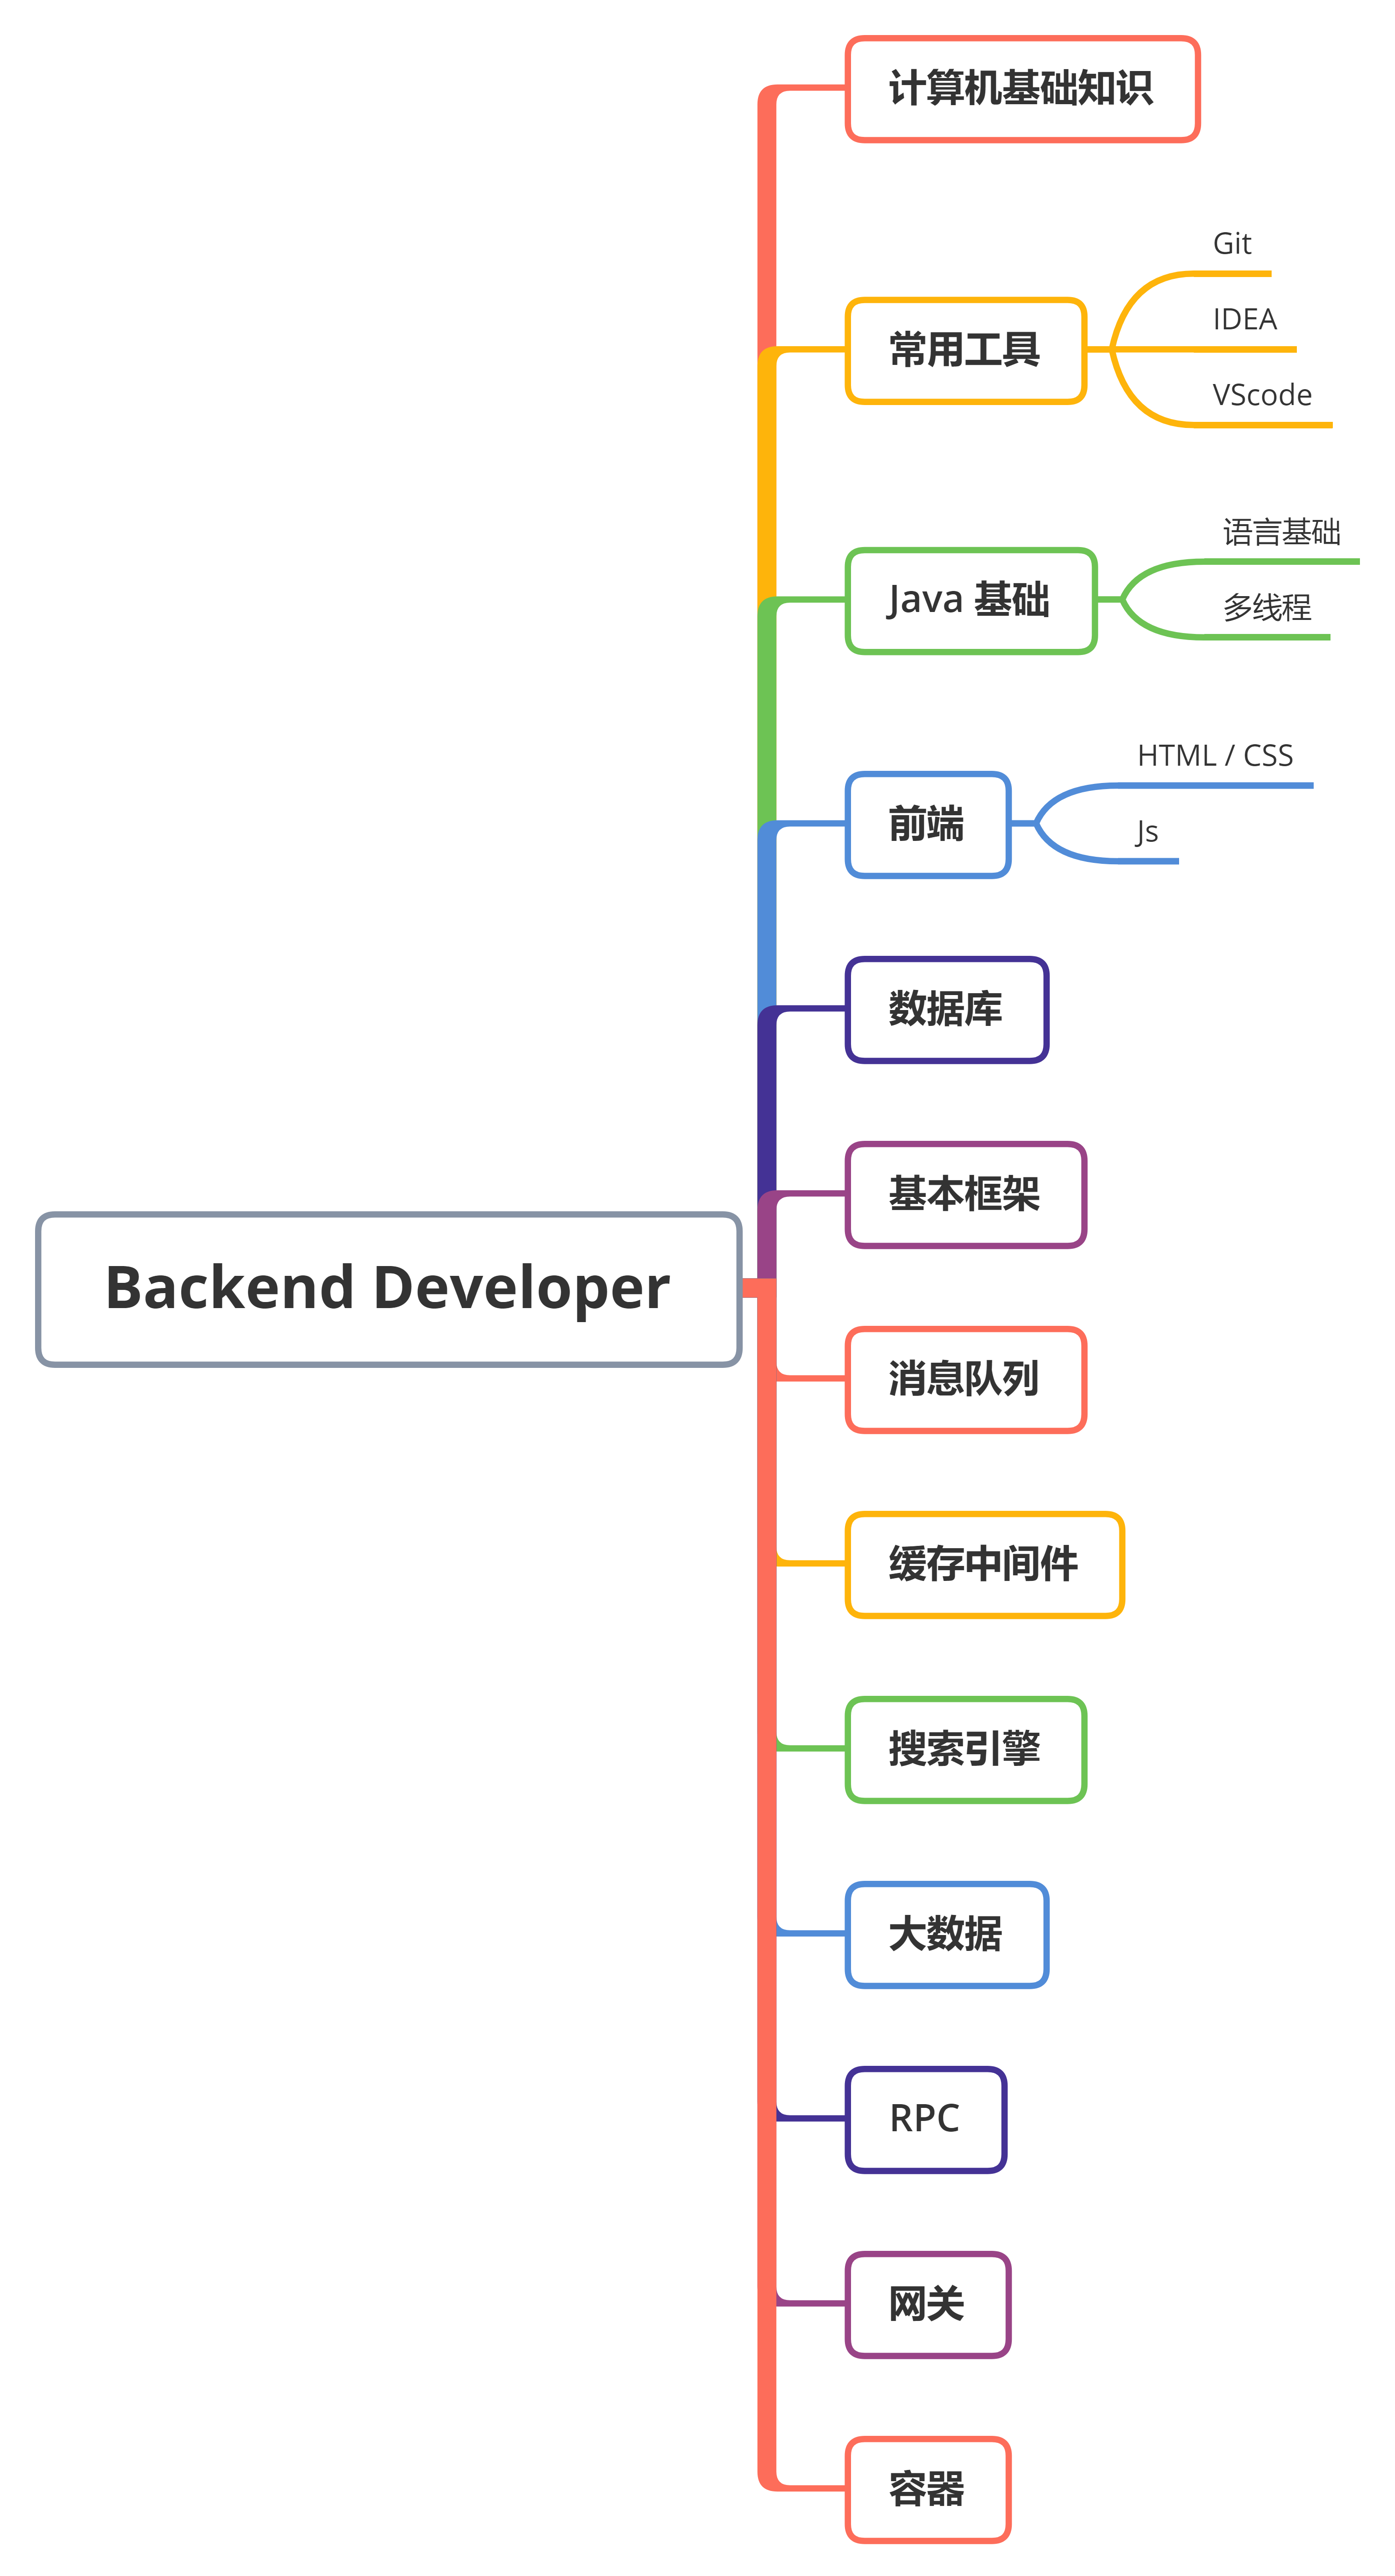 计算机基础知识
常用工具
Git
IDEA
VScode
Java 基础
语言基础
多线程
前端
HTML / CSS
Js
数据库
基本框架
Backend Developer
消息队列
缓存中间件
搜索引擎
大数据
RPC
网关
容器